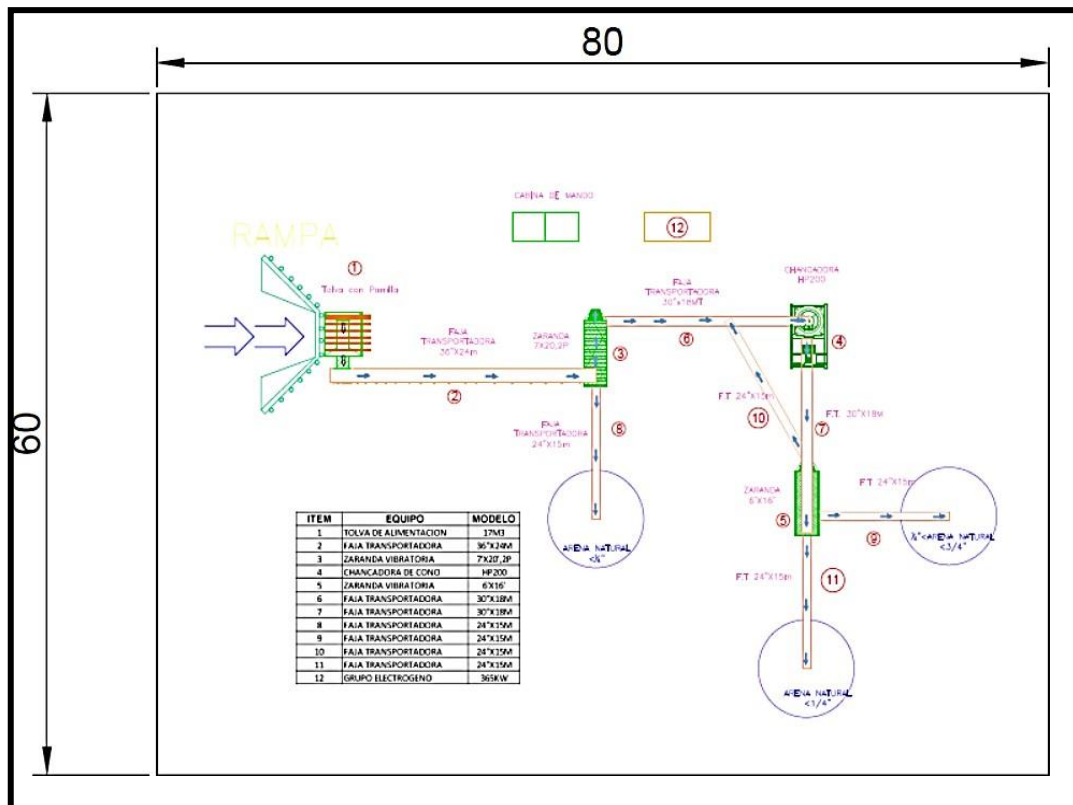 80
60
CABINA DE MANDO
12
RAMPA
1
Tolva con Parrilla
FAJA
TRANSPORTADORA
36"X24m
2
ZARANDA
7X20,2P
3
FAJA
TRANSPORTADORA
30"x18MT
6
CHANCADORA
HP200
4
FAJA
TRANSPORTADORA
24"X15m
8
F.T 24"X15m
10
F.T. 30"X18M
7
ZARANDA
6"X16"
5
F.T 24"X15m
9
ARENA NATURAL
ARENA NATURAL
<3/4"
F.T 24"X15m
11
ARENA NATURAL
<1/4"
ITEM EQUIPO MODELO
1 TOLVA DE ALIMENTACION 17M3
2 FAJA TRANSPORTADORA 36"X24M
3 ZARANDA VIBRATORIA 7'X20',2P
4 CHANCADORA DE CONO HP200
5 ZARANDA VIBRATORIA 6'X16'
6 FAJA TRANSPORTADORA 30"X18M
7 FAJA TRANSPORTADORA 30"X18M
8 FAJA TRANSPORTADORA 24"X15M
9 FAJA TRANSPORTADORA 24"X15M
10 FAJA TRANSPORTADORA 24"X15M
11 FAJA TRANSPORTADORA 24"X15M
12 GRUPO ELECTROGENO 365KW